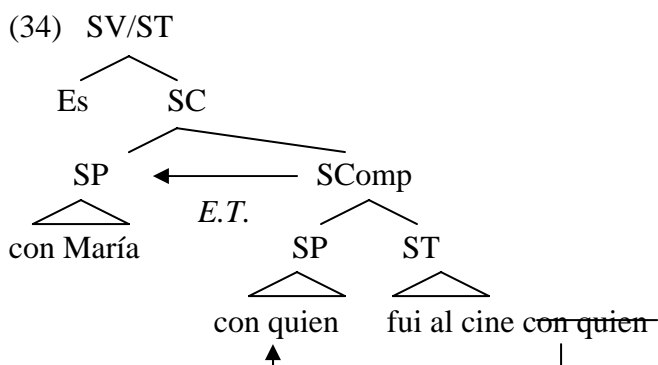 (34) SV/ST
Es SC
SP SComp
E.T.
con María SP ST
con quien fui al cine con quien